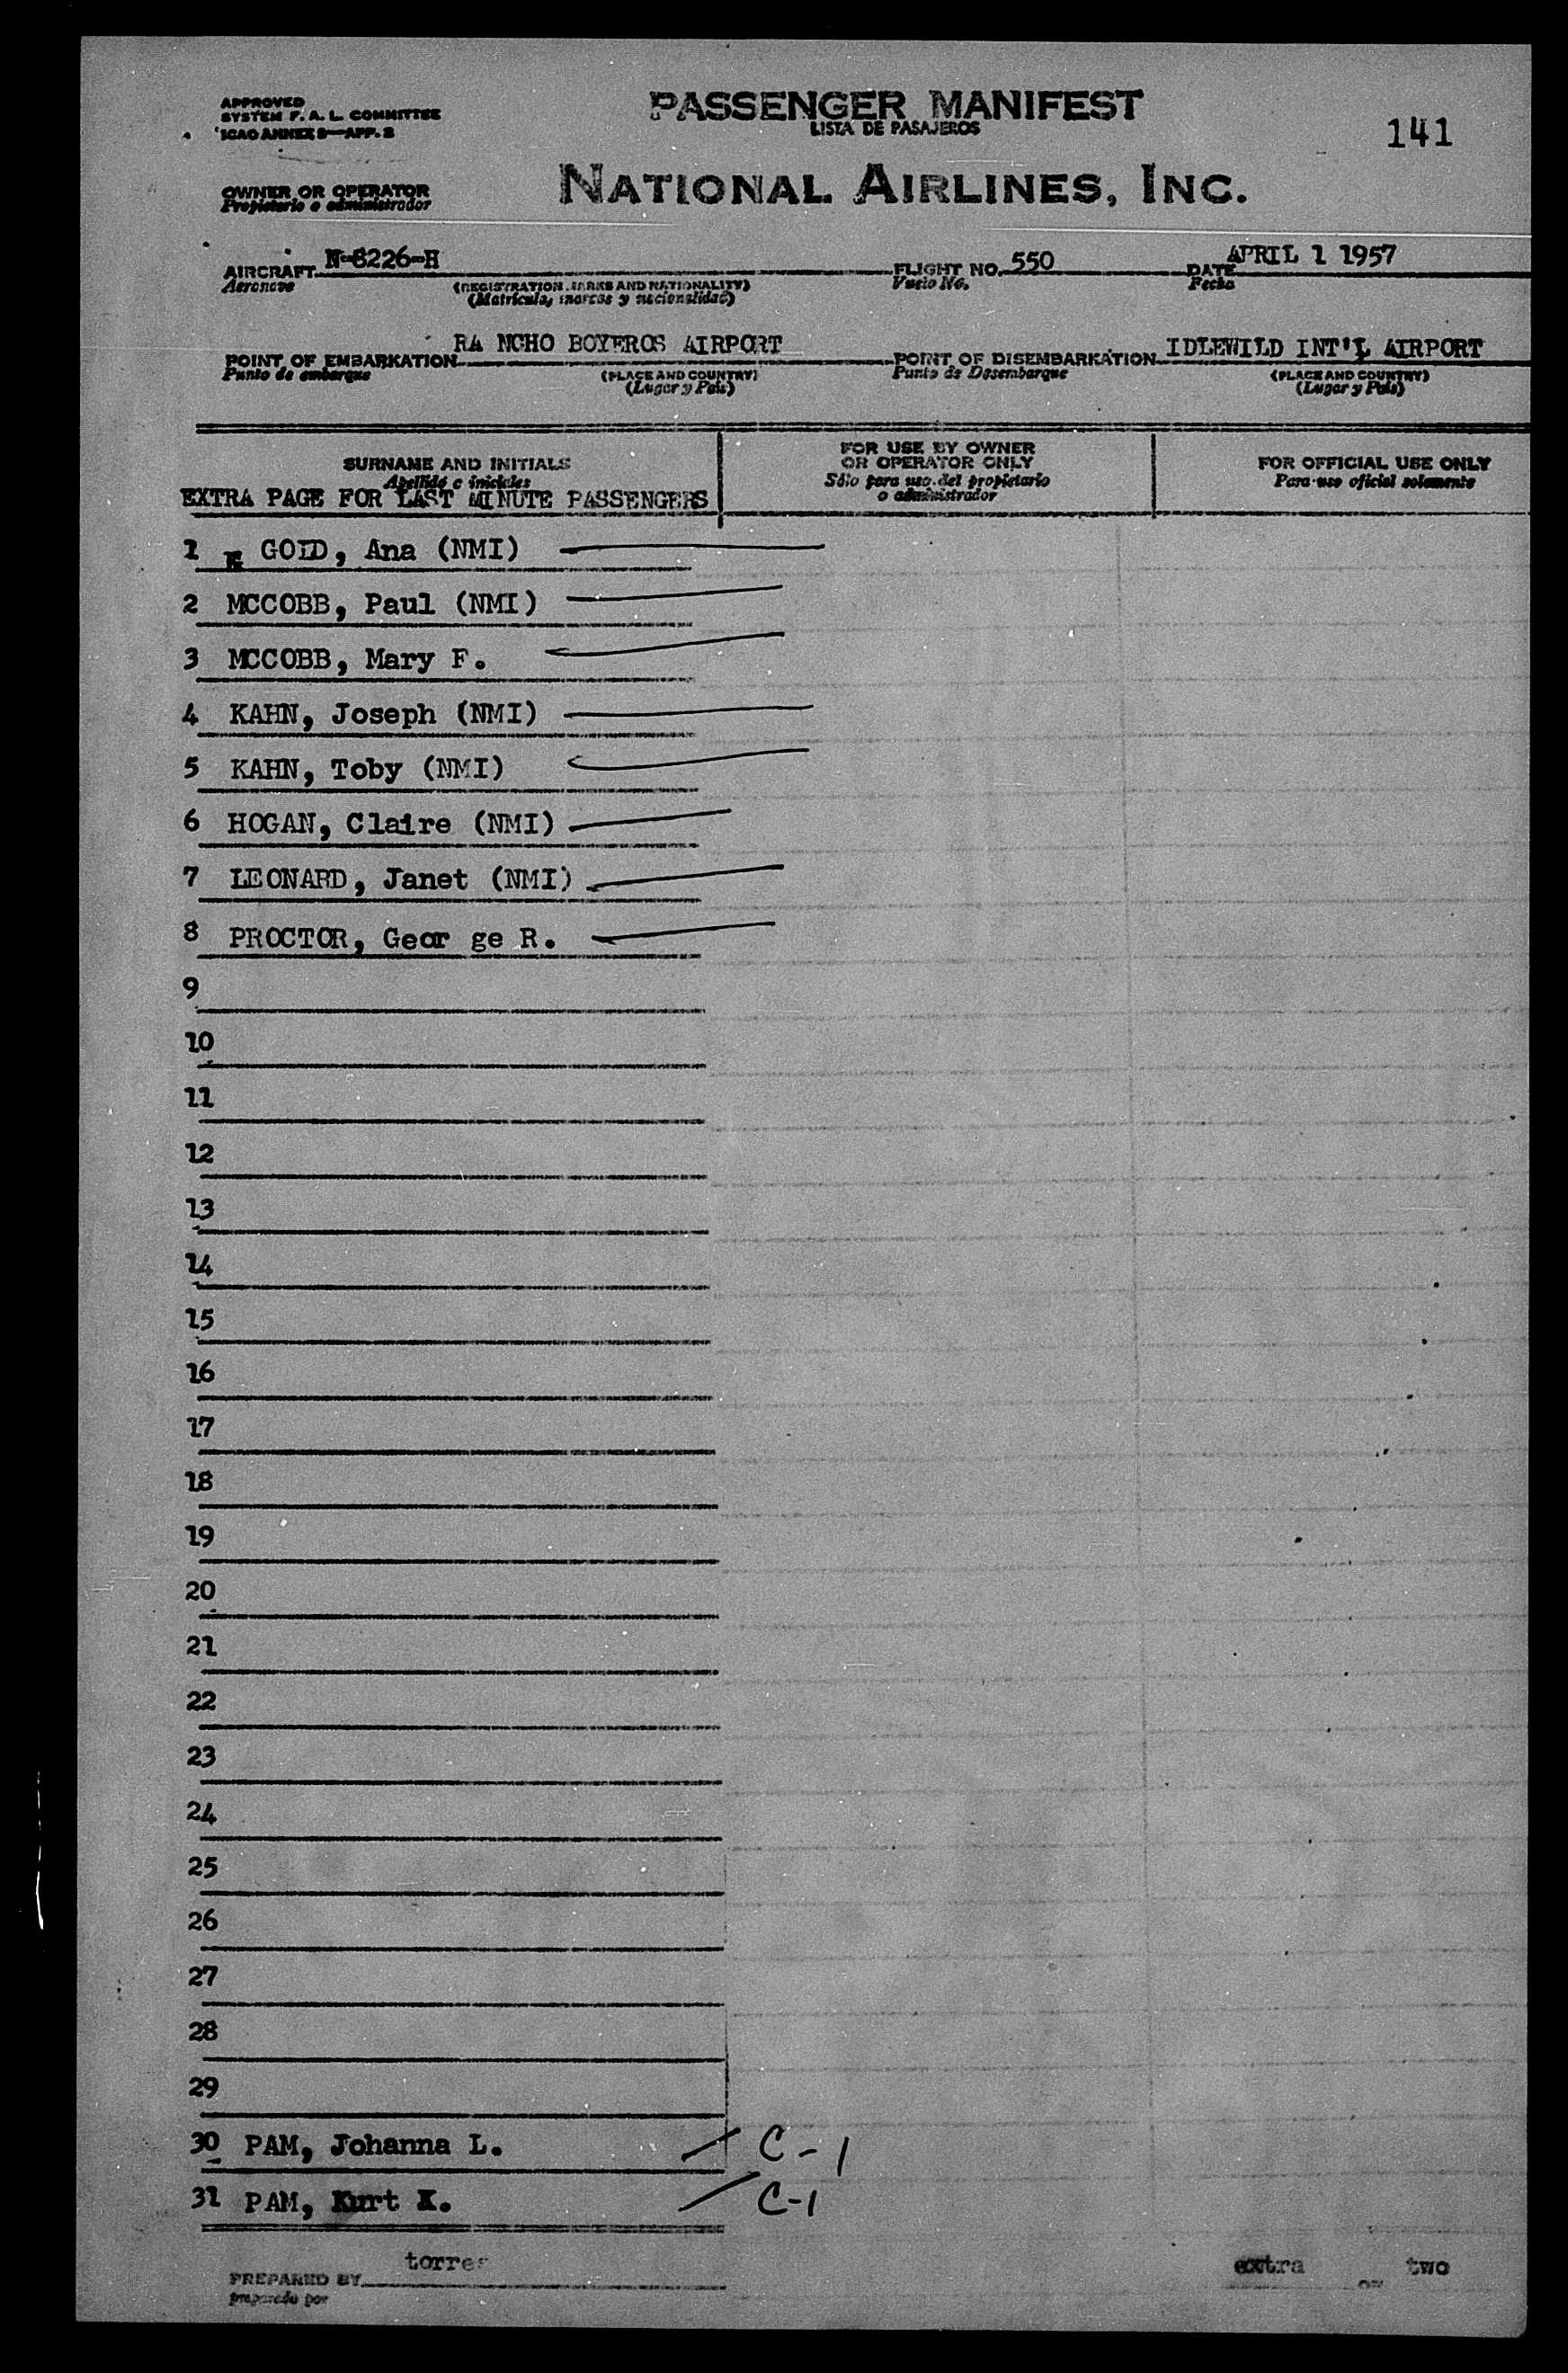 APPROVED
SYSTEM F. A. L. COMMITTEE
ICAO ANNEX 9—APP. 2
PASSENGER MANIFEST
LISTA DE PASAJEROS
141
OWNER OR OPERATOR
Propietario o administrador
NATIONAL AIRLINES, INC.
AIRCRAFT N-8226-H FLIGHT NO. 550 DATE APRIL 1 1957
Aeronave (REGISTRATION MARKS AND NATIONALITY) Vuelo No. Fecha
(Matricula, marcas y nacionalidad)
POINT OF EMBARKATION RA NCHO BOYEROS AIRPORT POINT OF DISEMBARKATION IDLEWILD INT'L AIRPORT
Punto de embarque (PLACE AND COUNTRY) Punto de Desembarque (PLACE AND COUNTRY)
(Lugar y País) (Lugar y País)
SURNAME AND INITIALS
Apellido e iniciales
FOR USE BY OWNER
OR OPERATOR ONLY
Sólo para uso del propietario
o administrador
FOR OFFICIAL USE ONLY
Para uso oficial solamente
EXTRA PAGE FOR LAST MINUTE PASSENGERS
1 GOLD, Ana (NMI)
2 MCCOBB, Paul (NMI)
3 MCCOBB, Mary F.
4 KAHN, Joseph (NMI)
5 KAHN, Toby (NMI)
6 HOGAN, Claire (NMI)
7 LEONARD, Janet (NMI)
8 PROCTOR, Geor ge R.
9
10
11
12
13
14
15
16
17
18
19
20
21
22
23
24
25
26
27
28
29
30 PAM, Johanna L. C-1
31 PAM, Kurt C-1
PREPARED BY torres extra OF two
preparado por